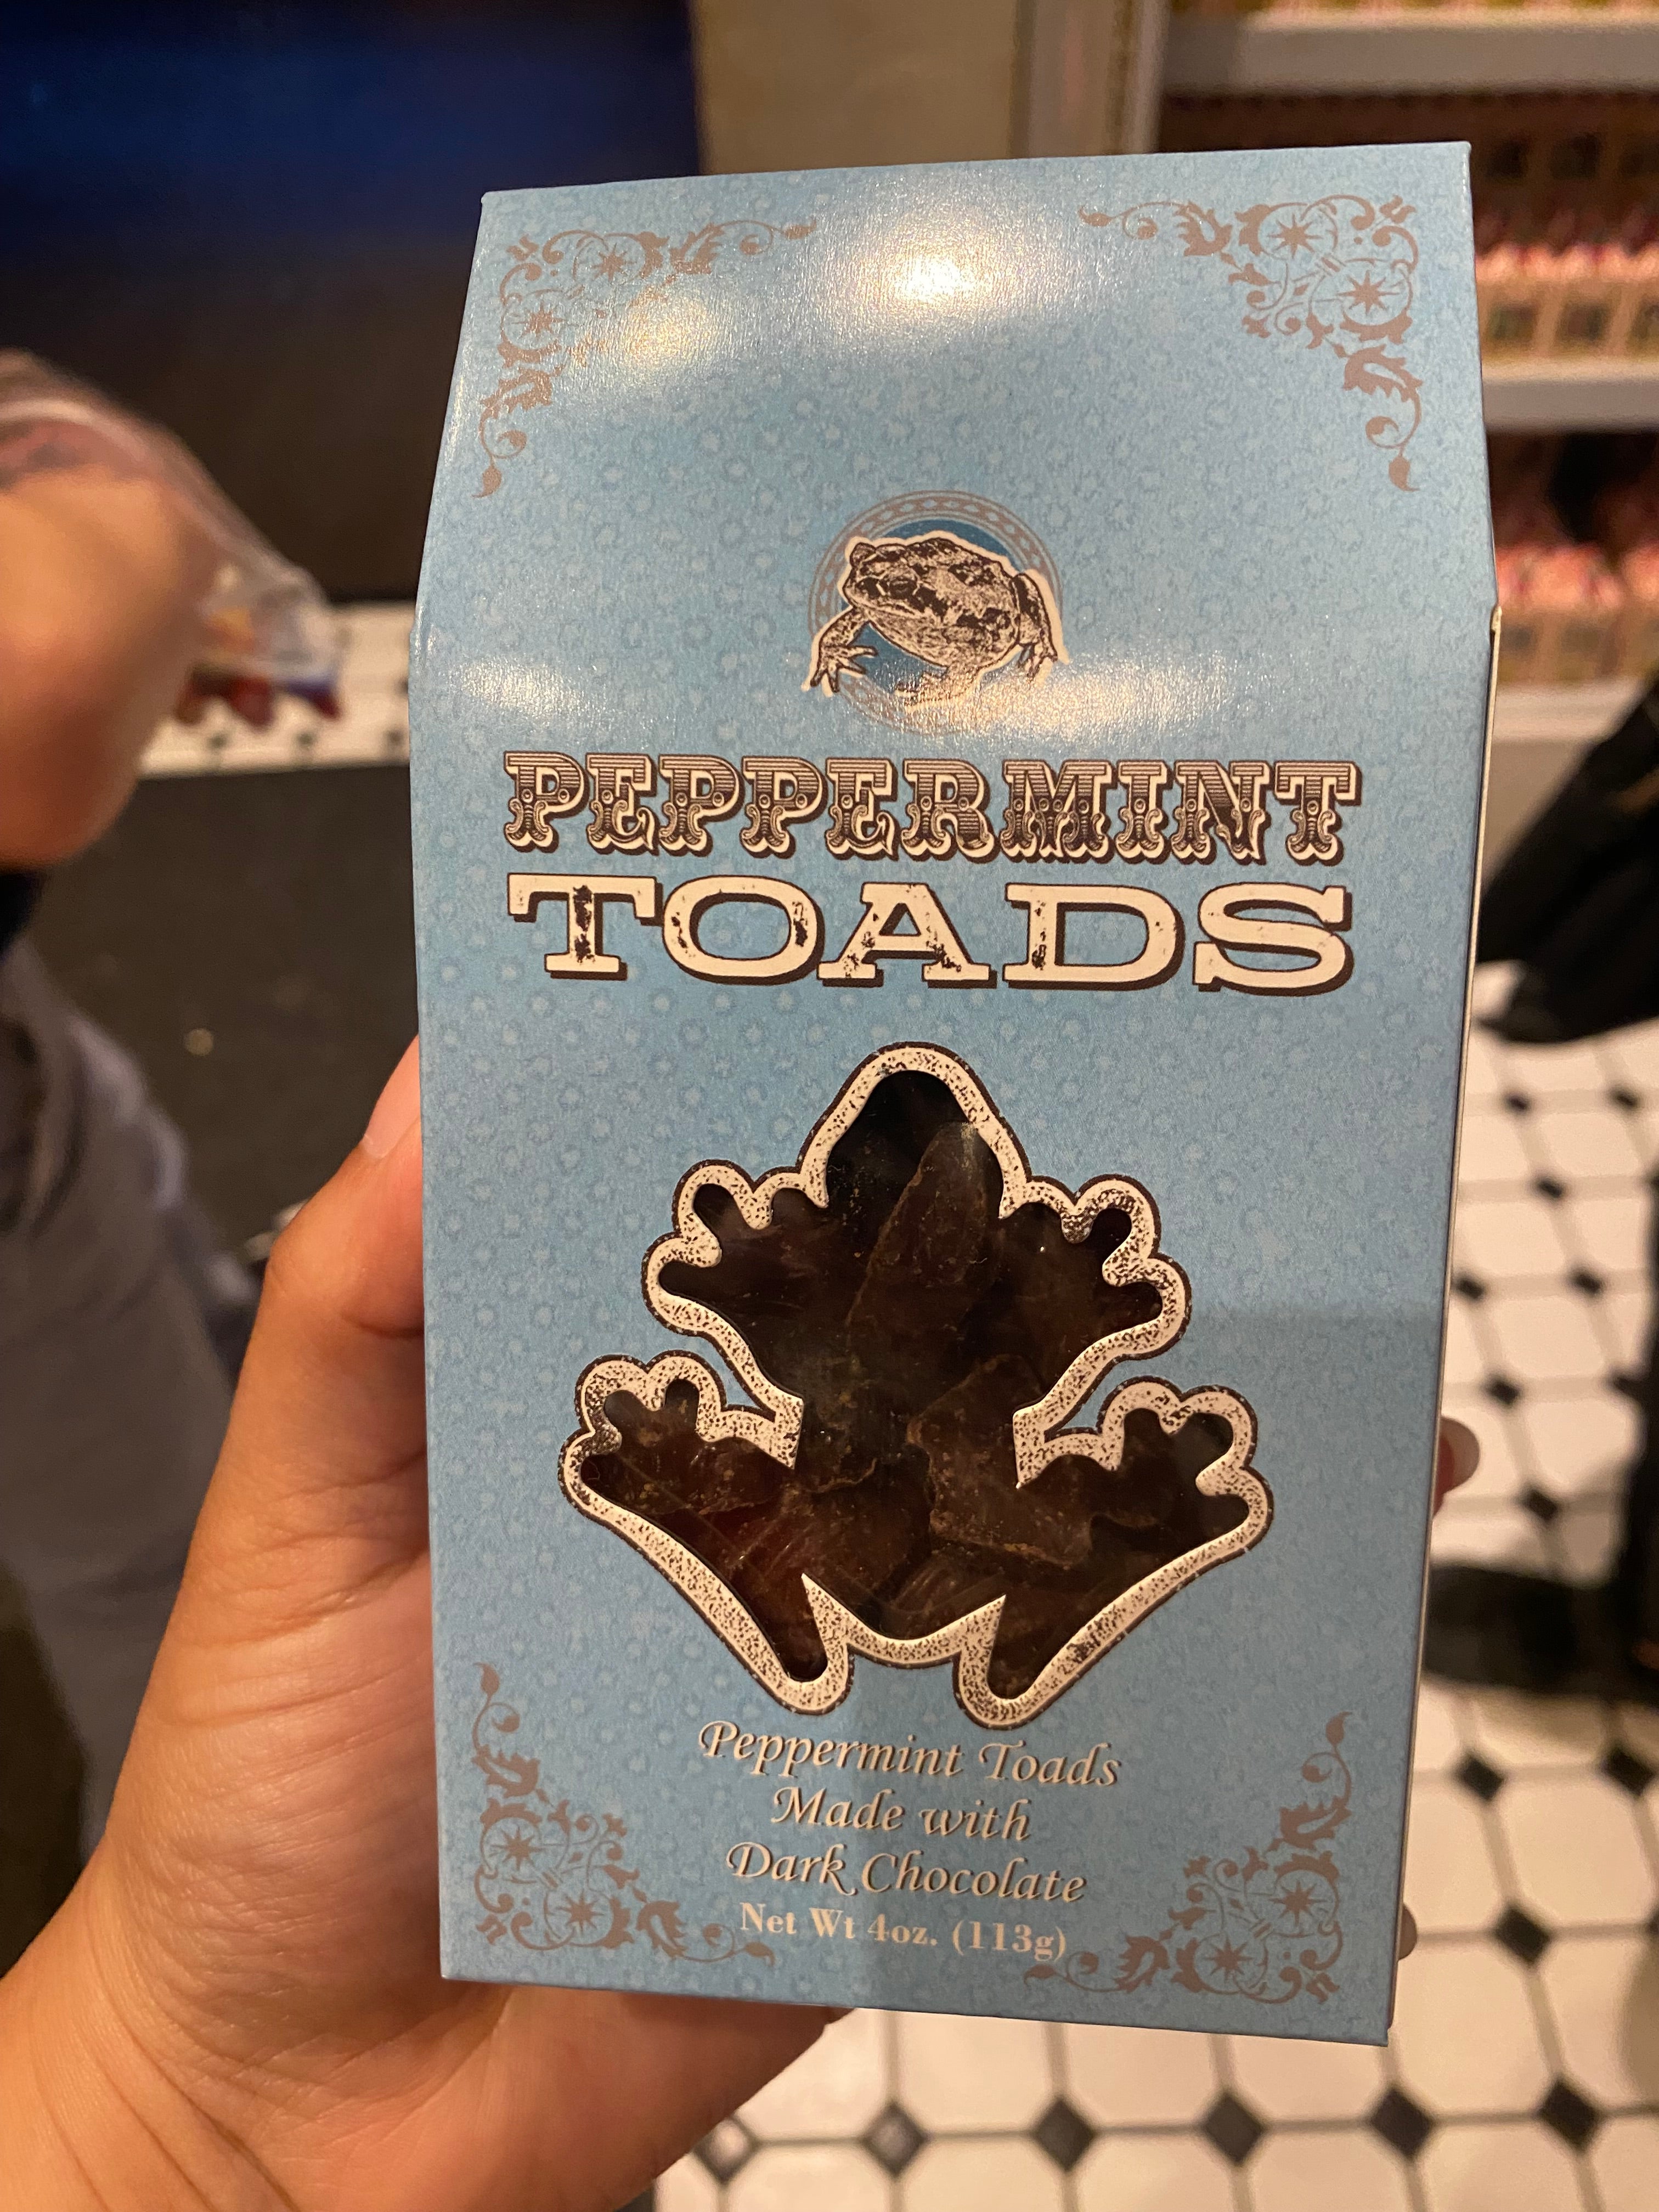 PEPPERMINT
TOADS
Peppermint Toads
Made with
Dark Chocolate
Net Wt 4oz. (113g)